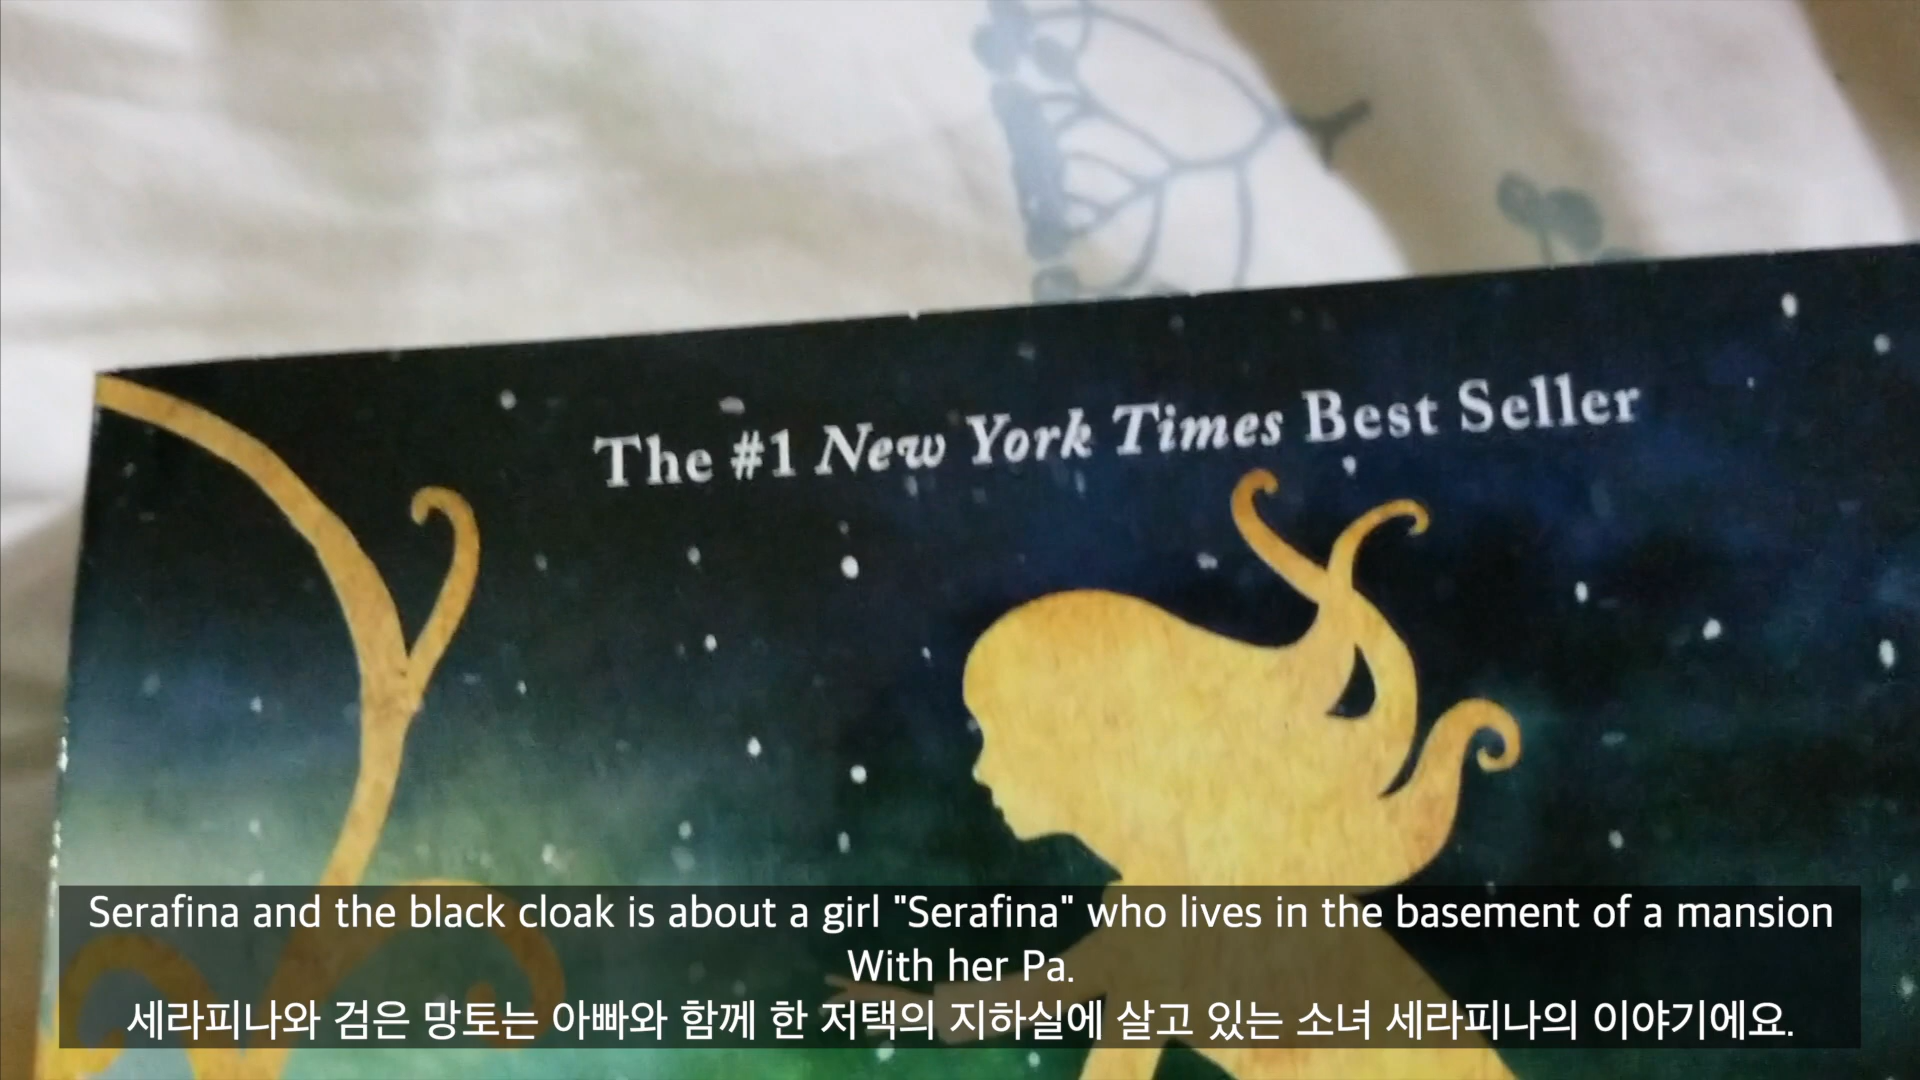 The #1 New York Times Best Seller
Serafina and the black cloak is about a girl "Serafina" who lives in the basement of a mansion
With her Pa.
세라피나와 검은 망토는 아빠와 함께 한 저택의 지하실에 살고 있는 소녀 세라피나의 이야기에요.